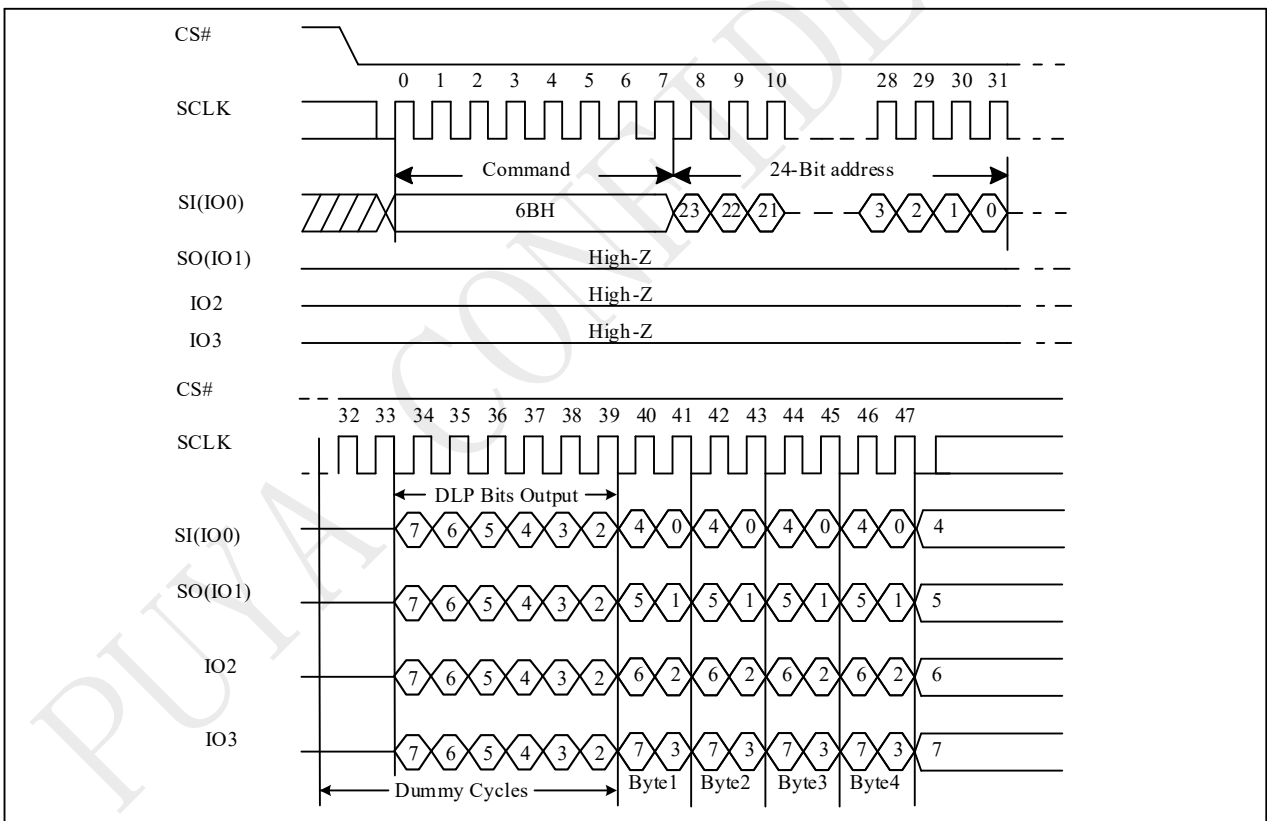 CS#
0 1 2 3 4 5 6 7 8 9 10 28 29 30 31
SCLK
Command 24-Bit address
SI(IO0) 6BH 23 22 21 3 2 1 0
SO(IO1) High-Z
IO2 High-Z
IO3 High-Z
CS#
32 33 34 35 36 37 38 39 40 41 42 43 44 45 46 47
SCLK
DLP Bits Output
SI(IO0) 7 6 5 4 3 2 4 0 4 0 4 0 4 0 4
SO(IO1) 7 6 5 4 3 2 5 1 5 1 5 1 5 1 5
IO2 7 6 5 4 3 2 6 2 6 2 6 2 6 2 6
IO3 7 6 5 4 3 2 7 3 7 3 7 3 7 3 7
Dummy Cycles Byte1 Byte2 Byte3 Byte4
PUYA CONFIDE